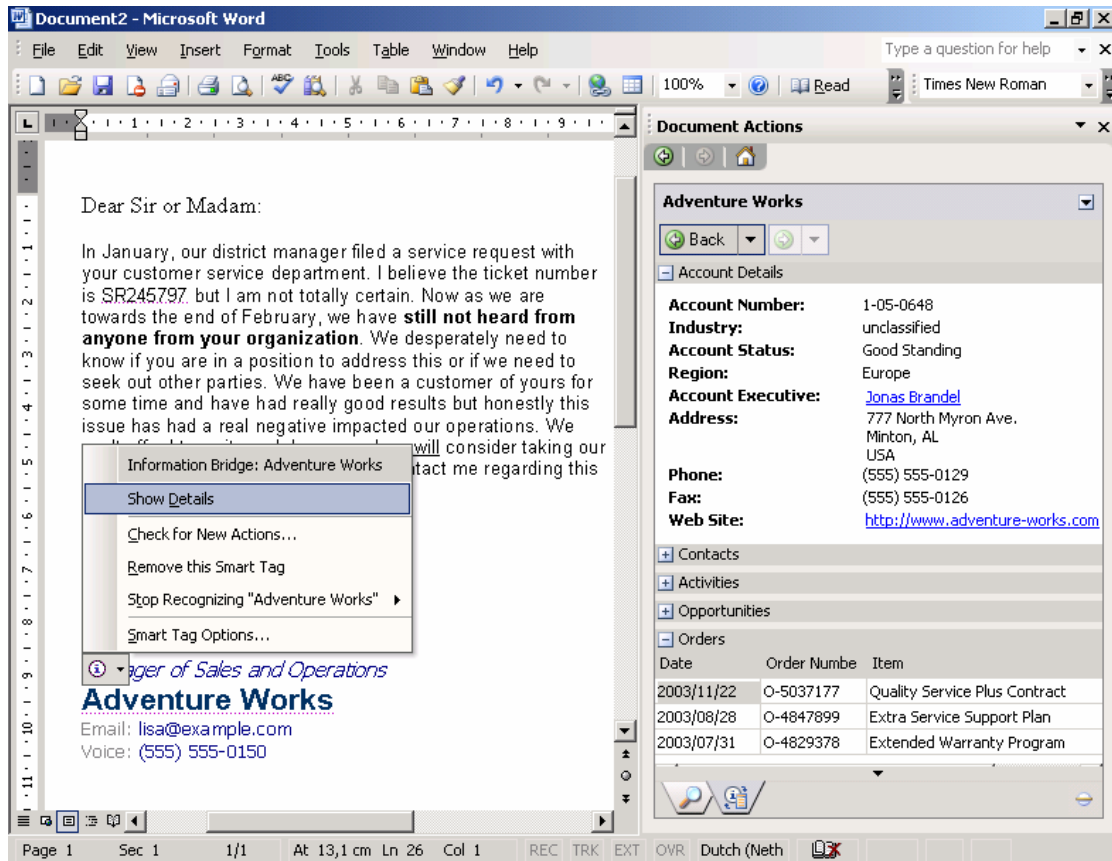 Document2 - Microsoft Word
File Edit View Insert Format Tools Table Window Help Type a question for help
100% Read Times New Roman
1 2 3 4 5 6 7 8 9
Dear Sir or Madam:
In January, our district manager filed a service request with
your customer service department. I believe the ticket number
is SR245797 but I am not totally certain. Now as we are
towards the end of February, we have still not heard from
anyone from your organization. We desperately need to
know if you are in a position to address this or if we need to
seek out other parties. We have been a customer of yours for
some time and have had really good results but honestly this
issue has had a real negative impacted our operations. We
will consider taking our
tact me regarding this
Information Bridge: Adventure Works
Show Details
Check for New Actions...
Remove this Smart Tag
Stop Recognizing "Adventure Works"
Smart Tag Options...
ager of Sales and Operations
Adventure Works
Email: lisa@example.com
Voice: (555) 555-0150
Document Actions
Adventure Works
Back
Account Details
Account Number: 1-05-0648
Industry: unclassified
Account Status: Good Standing
Region: Europe
Account Executive: Jonas Brandel
Address: 777 North Myron Ave.
Minton, AL
USA
Phone: (555) 555-0129
Fax: (555) 555-0126
Web Site: http://www.adventure-works.com
Contacts
Activities
Opportunities
Orders
Date Order Numbe Item
2003/11/22 O-5037177 Quality Service Plus Contract
2003/08/28 O-4847899 Extra Service Support Plan
2003/07/31 O-4829378 Extended Warranty Program
Page 1 Sec 1 1/1 At 13,1 cm Ln 26 Col 1 REC TRK EXT OVR Dutch (Neth